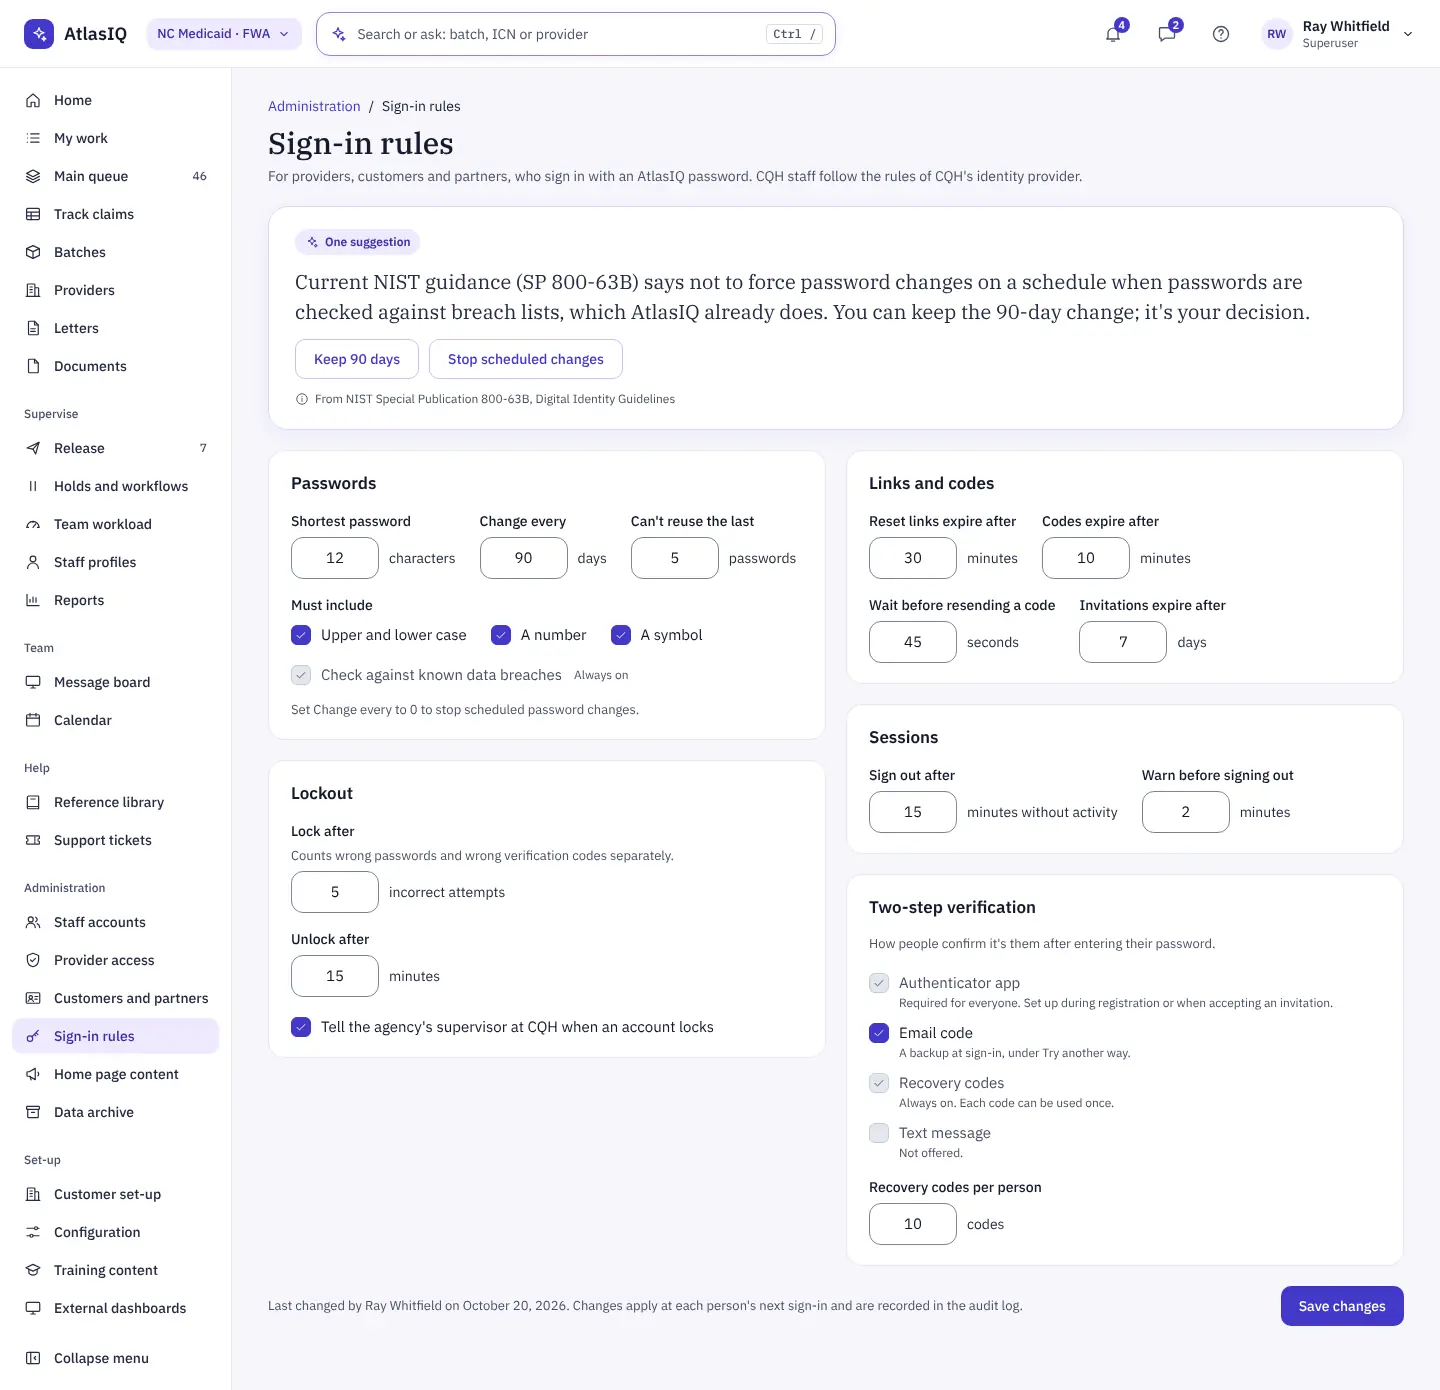 AtlasIQ
NC Medicaid · FWA
Search or ask: batch, ICN or provider
Ctrl /
4
2
RW
Ray Whitfield
Superuser
Home
My work
Main queue 46
Track claims
Batches
Providers
Letters
Documents
Supervise
Release 7
Holds and workflows
Team workload
Staff profiles
Reports
Team
Message board
Calendar
Help
Reference library
Support tickets
Administration
Staff accounts
Provider access
Customers and partners
Sign-in rules
Home page content
Data archive
Set-up
Customer set-up
Configuration
Training content
External dashboards
Collapse menu
Administration / Sign-in rules
Sign-in rules
For providers, customers and partners, who sign in with an AtlasIQ password. CQH staff follow the rules of CQH's identity provider.
One suggestion
Current NIST guidance (SP 800-63B) says not to force password changes on a schedule when passwords are
checked against breach lists, which AtlasIQ already does. You can keep the 90-day change; it's your decision.
Keep 90 days
Stop scheduled changes
From NIST Special Publication 800-63B, Digital Identity Guidelines
Passwords
Shortest password Change every Can't reuse the last
12 characters 90 days 5 passwords
Must include
Upper and lower case A number A symbol
Check against known data breaches Always on
Set Change every to 0 to stop scheduled password changes.
Lockout
Lock after
Counts wrong passwords and wrong verification codes separately.
5 incorrect attempts
Unlock after
15 minutes
Tell the agency's supervisor at CQH when an account locks
Links and codes
Reset links expire after Codes expire after
30 minutes 10 minutes
Wait before resending a code Invitations expire after
45 seconds 7 days
Sessions
Sign out after Warn before signing out
15 minutes without activity 2 minutes
Two-step verification
How people confirm it's them after entering their password.
Authenticator app
Required for everyone. Set up during registration or when accepting an invitation.
Email code
A backup at sign-in, under Try another way.
Recovery codes
Always on. Each code can be used once.
Text message
Not offered.
Recovery codes per person
10 codes
Last changed by Ray Whitfield on October 20, 2026. Changes apply at each person's next sign-in and are recorded in the audit log.
Save changes